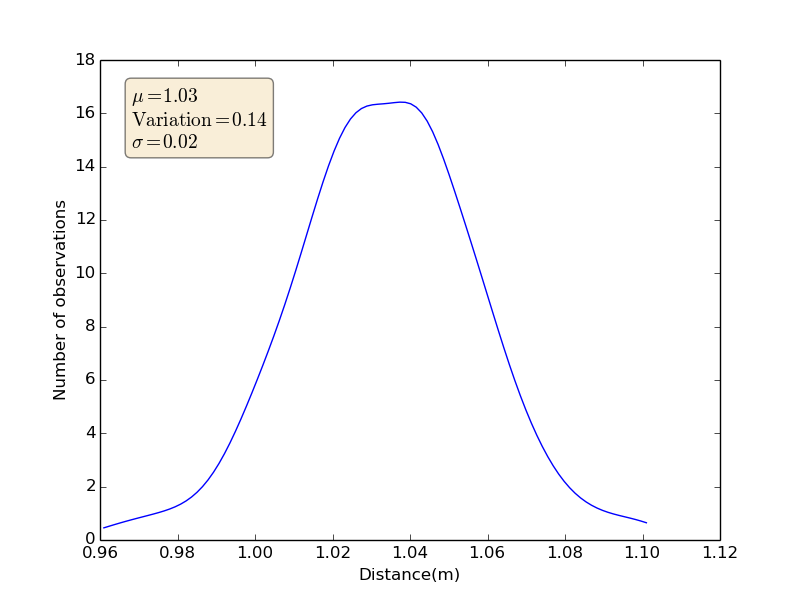 18
16
14
12
10
8
6
4
2
0
μ=1.03
Variation=0.14
σ=0.02
Number of observations
0.96 0.98 1.00 1.02 1.04 1.06 1.08 1.10 1.12
Distance(m)